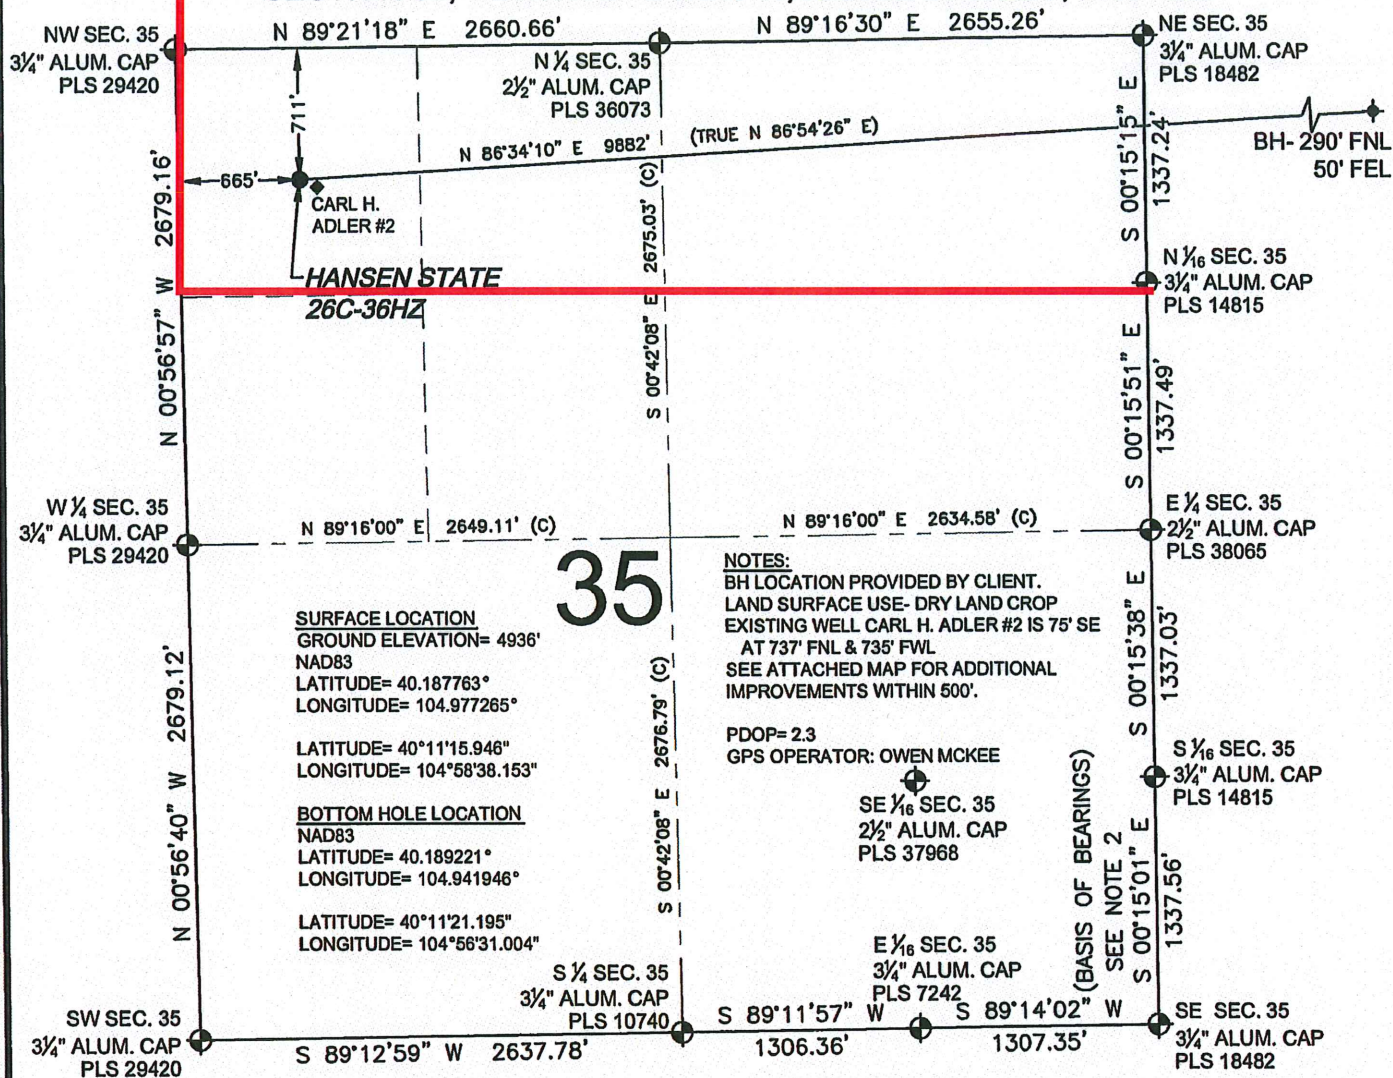 NW SEC. 35
3¼" ALUM. CAP
PLS 29420
N 89°21'18" E 2660.66'
N ¼ SEC. 35
2½" ALUM. CAP
PLS 36073
N 89°16'30" E 2655.26'
NE SEC. 35
3¼" ALUM. CAP
PLS 18482
711'
665'
CARL H.
ADLER #2
N 86°34'10" E 9882' (TRUE N 86°54'26" E)
BH- 290' FNL
50' FEL
HANSEN STATE
26C-36HZ
N 00°56'57" W 2679.16'
S 00°42'08" E 2675.03' (C)
S 00°15'15" E
1337.24'
N 1⁄16 SEC. 35
3¼" ALUM. CAP
PLS 14815
S 00°15'51" E
1337.49'
W ¼ SEC. 35
3¼" ALUM. CAP
PLS 29420
N 89°16'00" E 2649.11' (C)
N 89°16'00" E 2634.58' (C)
E ¼ SEC. 35
2½" ALUM. CAP
PLS 38065
35
SURFACE LOCATION
GROUND ELEVATION= 4936'
NAD83
LATITUDE= 40.187763°
LONGITUDE= 104.977265°
LATITUDE= 40°11'15.946"
LONGITUDE= 104°58'38.153"
BOTTOM HOLE LOCATION
NAD83
LATITUDE= 40.189221°
LONGITUDE= 104.941946°
LATITUDE= 40°11'21.195"
LONGITUDE= 104°56'31.004"
NOTES:
BH LOCATION PROVIDED BY CLIENT.
LAND SURFACE USE- DRY LAND CROP
EXISTING WELL CARL H. ADLER #2 IS 75' SE
AT 737' FNL & 735' FWL
SEE ATTACHED MAP FOR ADDITIONAL
IMPROVEMENTS WITHIN 500'.
PDOP= 2.3
GPS OPERATOR: OWEN MCKEE
SE 1⁄16 SEC. 35
2½" ALUM. CAP
PLS 37968
N 00°56'40" W 2679.12'
S 00°42'08" E 2676.79' (C)
S 00°15'38" E
1337.03'
S 1⁄16 SEC. 35
3¼" ALUM. CAP
PLS 14815
(BASIS OF BEARINGS)
SEE NOTE 2
S 00°15'01" E
1337.56'
E 1⁄16 SEC. 35
3¼" ALUM. CAP
PLS 7242
S ¼ SEC. 35
3¼" ALUM. CAP
PLS 10740
SW SEC. 35
3¼" ALUM. CAP
PLS 29420
S 89°12'59" W 2637.78'
S 89°11'57" W
1306.36'
S 89°14'02" W
1307.35'
SE SEC. 35
3¼" ALUM. CAP
PLS 18482